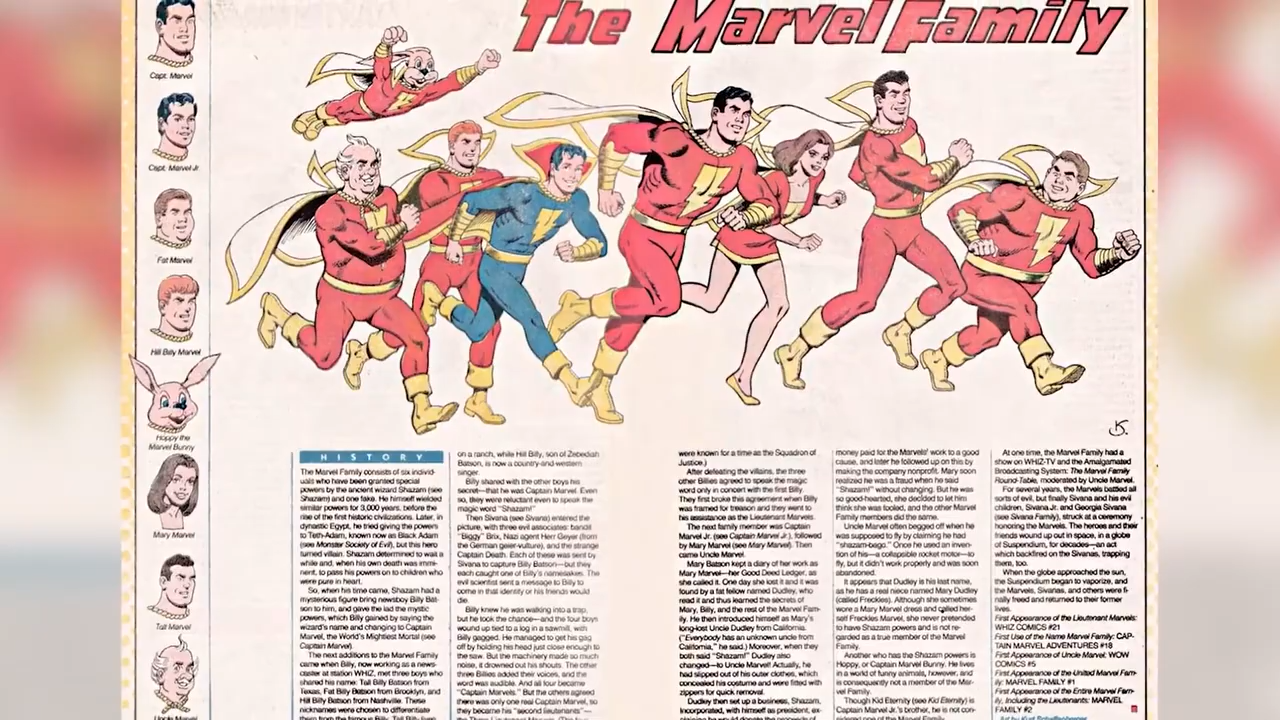 The Marvel Family
Capt. Marvel
Capt. Marvel Jr.
Fat Marvel
Hill Billy Marvel
Hoppy the
Marvel Bunny
Mary Marvel
Tall Marvel
Uncle Marvel
HISTORY
The Marvel Family consists of six individ-
uals who have been granted special
powers by the ancient wizard Shazam (see
Shazam) and one fake. He himself wielded
similar powers for 3,000 years, before the
rise of the first historic civilizations. Later, in
dynastic Egypt, he tried giving the powers
to Teth-Adam, known now as Black Adam
(see Monster Society of Evil), but this hero
turned villain. Shazam determined to wait a
while and, when his own death was immi-
nent, to pass his powers on to children who
were pure in heart.
So, when his time came, Shazam had a
mysterious figure bring newsboy Billy Bat-
son to him, and gave the lad the mystic
powers, which Billy gained by saying the
wizard's name and changing to Captain
Marvel, the World's Mightiest Mortal (see
Captain Marvel).
The next additions to the Marvel Family
came when Billy, now working as a news-
caster at station WHIZ, met three boys who
shared his name: Tall Billy Batson from
Texas, Fat Billy Batson from Brooklyn, and
Hill Billy Batson from Nashville. These
nicknames were chosen to differentiate
them from the famous Billy. Tall Billy lives
on a ranch, while Hill Billy, son of Zebediah
Batson, is now a country-and-western
singer.
Billy shared with the other boys his
secret—that he was Captain Marvel. Even
so, they were reluctant even to speak the
magic word "Shazam!"
Then Sivana (see Sivana) entered the
picture, with three evil associates: bandit
"Biggy" Brix, Nazi agent Herr Geyer (from
the German geier-vulture), and the strange
Captain Death. Each of these was sent by
Sivana to capture Billy Batson—but they
each caught one of Billy's namesakes. The
evil scientist sent a message to Billy to
come in that identity or his friends would
die.
Billy knew he was walking into a trap,
but he took the chance—and the four boys
wound up tied to a log in a sawmill, with
Billy gagged. He managed to get his gag
off by holding his head just close enough to
the saw. But the machinery made so much
noise, it drowned out his shouts. The other
three Billies added their voices, and the
word was audible. And all four became
"Captain Marvels." But the others agreed
there was only one real Captain Marvel, so
they became his "second lieutenants"—
were known for a time as the Squadron of
Justice.)
After defeating the villains, the three
other Billies agreed to speak the magic
word only in concert with the first Billy.
They first broke this agreement when Billy
was framed for treason and they went to
his assistance as the Lieutenant Marvels.
The next family member was Captain
Marvel Jr. (see Captain Marvel Jr.), followed
by Mary Marvel (see Mary Marvel). Then
came Uncle Marvel.
Mary Batson kept a diary of her work as
Mary Marvel—her Good Deed Ledger, as
she called it. One day she lost it and it was
found by a fat fellow named Dudley, who
read it and thus learned the secrets of
Mary, Billy, and the rest of the Marvel Fam-
ily. He then introduced himself as Mary's
long-lost Uncle Dudley from California.
("Everybody has an unknown uncle from
California," he said.) Moreover, when they
both said "Shazam!" Dudley also
changed—to Uncle Marvel! Actually, he
had slipped out of his outer clothes, which
concealed his costume and were fitted with
zippers for quick removal.
Dudley then set up a business, Shazam,
Incorporated, with himself as president, ex-
plaining he would donate the proceeds of
money paid for the Marvels' work to a good
cause, and later he followed up on this by
making the company nonprofit. Mary soon
realized he was a fraud when he said
"Shazam!" without changing. But he was
so good-hearted, she decided to let him
think she was fooled, and the other Marvel
Family members did the same.
Uncle Marvel often begged off when he
was supposed to fly by claiming he had
"shazam-bago." Once he used an inven-
tion of his—a collapsible rocket motor—to
fly, but it didn't work properly and was soon
abandoned.
It appears that Dudley is his last name,
as he has a real niece named Mary Dudley
(called Freckles). Although she sometimes
wore a Mary Marvel dress and called her-
self Freckles Marvel, she never pretended
to have Shazam powers and is not re-
garded as a true member of the Marvel
Family.
Another who has the Shazam powers is
Hoppy, or Captain Marvel Bunny. He lives
in a world of funny animals, however, and
is consequently not a member of the Mar-
vel Family.
Though Kid Eternity (see Kid Eternity) is
Captain Marvel Jr.'s brother, he is not con-
sidered one of the Marvel Family.
At one time, the Marvel Family had a
show on WHIZ-TV and the Amalgamated
Broadcasting System: The Marvel Family
Round-Table, moderated by Uncle Marvel.
For several years, the Marvels battled all
sorts of evil, but finally Sivana and his evil
children, Sivana Jr. and Georgia Sivana
(see Sivana Family), struck at a ceremony
honoring the Marvels. The heroes and their
friends wound up out in space, in a globe
of Suspendium, for decades—an act
which backfired on the Sivanas, trapping
them, too.
When the globe approached the sun,
the Suspendium began to vaporize, and
the Marvels, Sivanas, and others were fi-
nally freed and returned to their former
lives.
First Appearance of the Lieutenant Marvels:
WHIZ COMICS #21
First Use of the Name Marvel Family: CAP-
TAIN MARVEL ADVENTURES #18
First Appearance of Uncle Marvel: WOW
COMICS #5
First Appearance of the United Marvel Fam-
ily: MARVEL FAMILY #1
First Appearance of the Entire Marvel Fam-
ily, Including the Lieutenants: MARVEL
FAMILY #2
Art by Kurt Schaffenberger